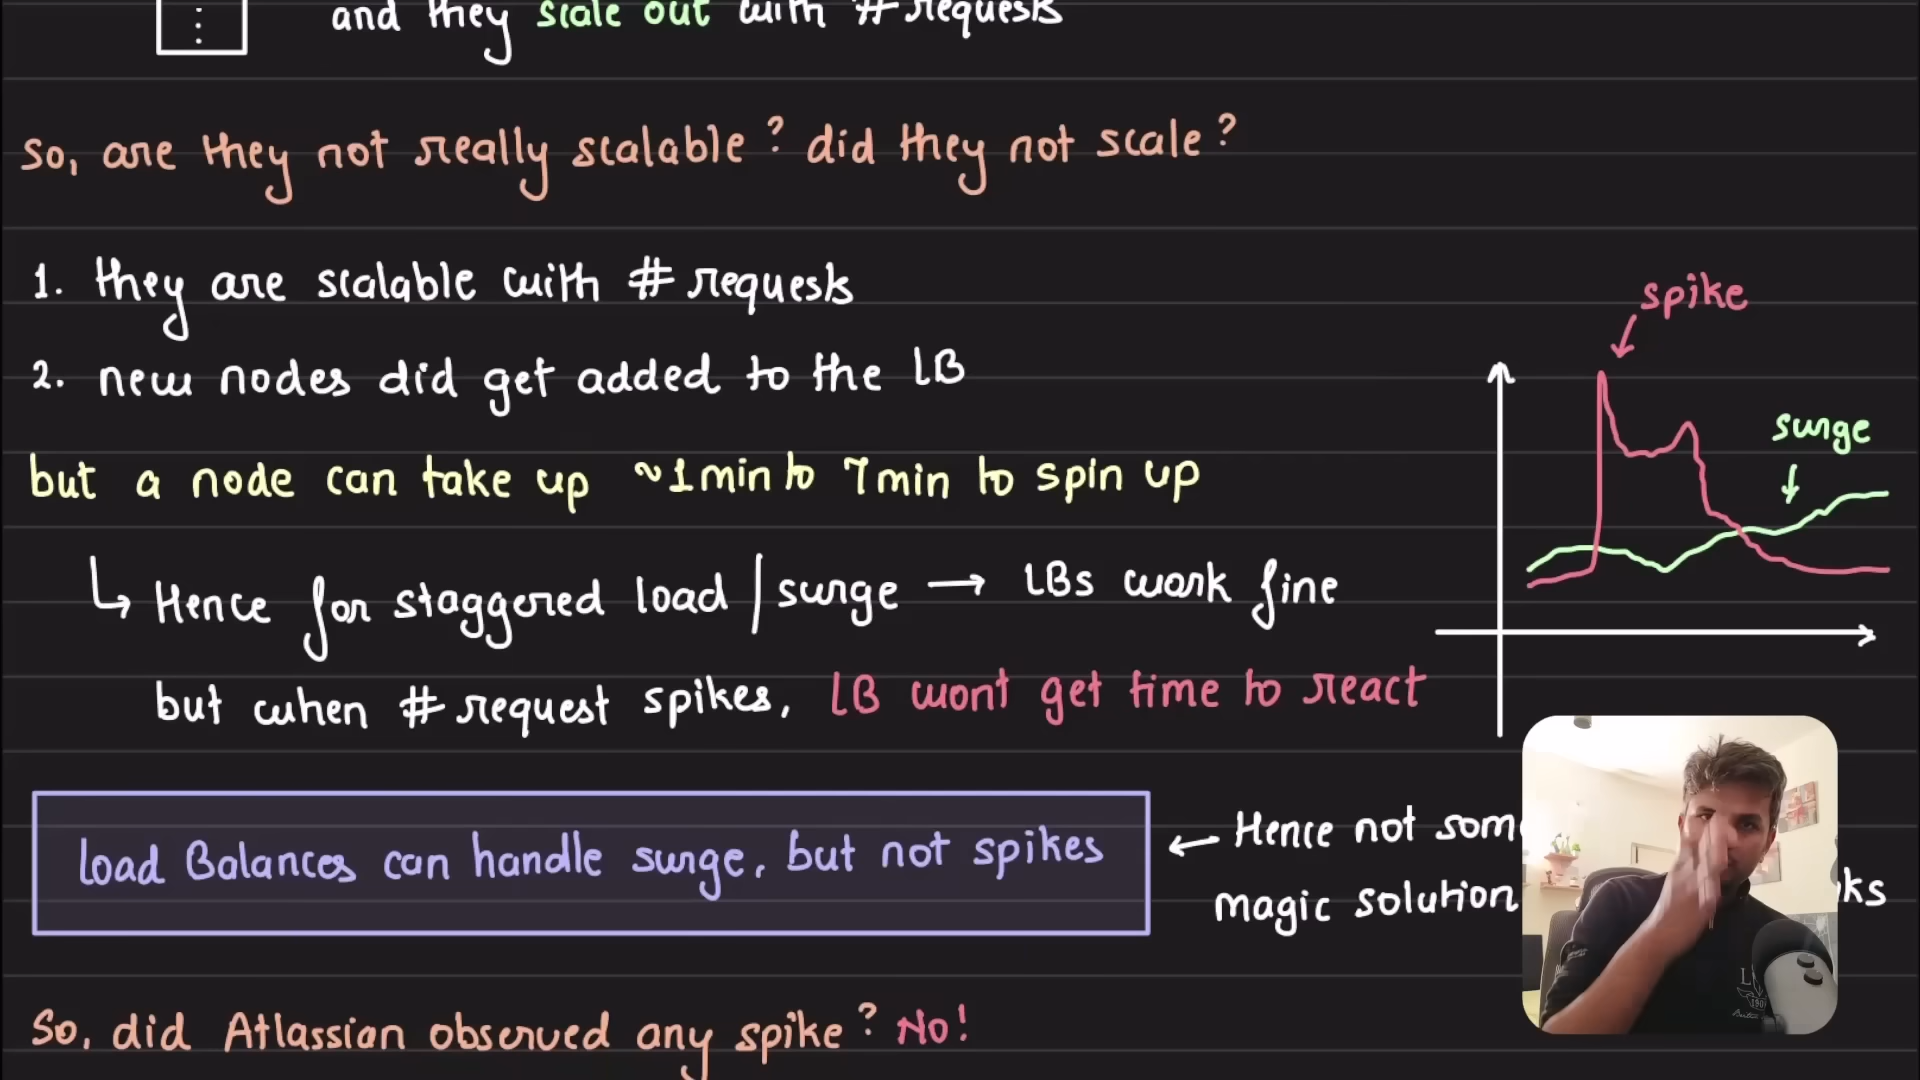 and they scale out with # requests
So, are they not really scalable? did they not scale?
1. they are scalable with # requests
2. new nodes did get added to the LB
but a node can take up ~1min to 7min to spin up
Hence for staggered load / surge → LBs work fine
but when # request spikes, LB wont get time to react
spike
surge
Load Balances can handle surge, but not spikes
← Hence not
magic solution
So, did Atlassian observed any spike? No!